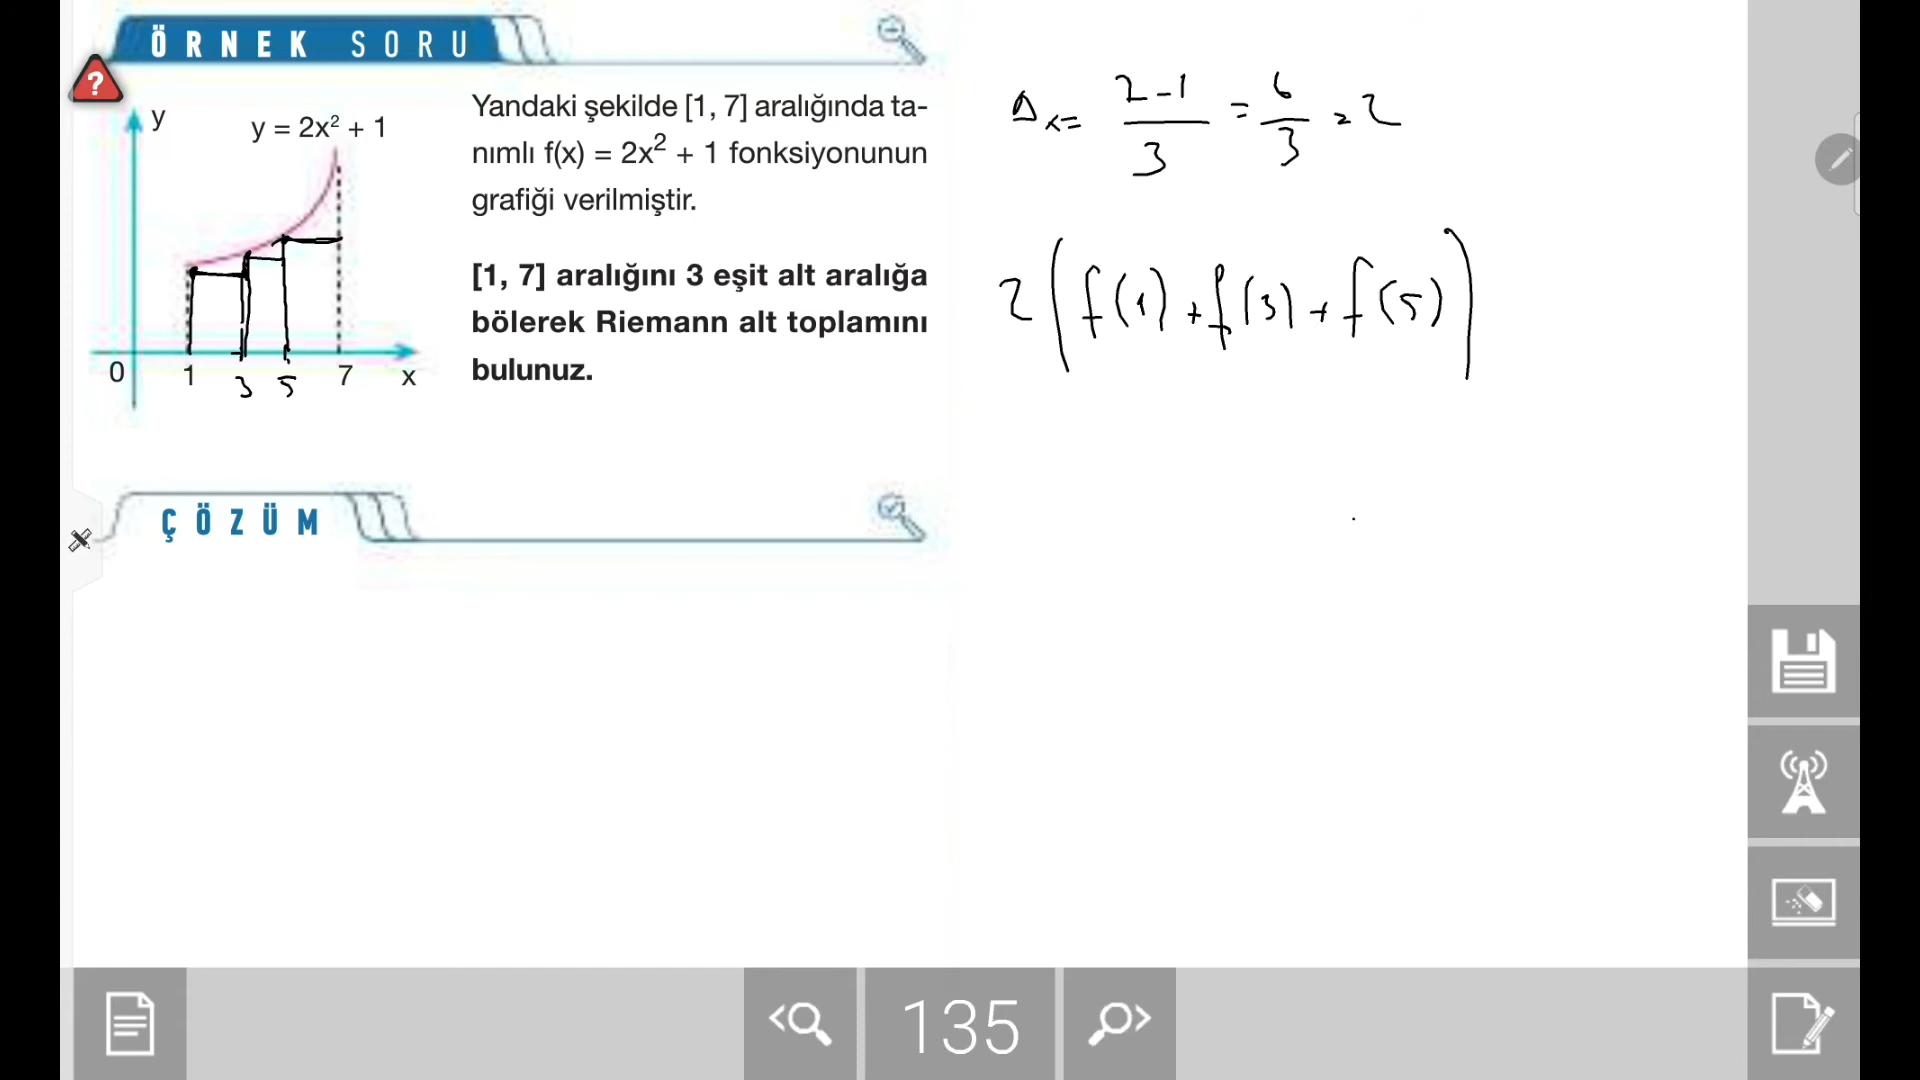 ÖRNEK SORU
?
y
y = 2x² + 1
0
1
3
5
7
x
Yandaki şekilde [1, 7] aralığında ta-
nımlı f(x) = 2x² + 1 fonksiyonunun
grafiği verilmiştir.
[1, 7] aralığını 3 eşit alt aralığa
bölerek Riemann alt toplamını
bulunuz.
Δx = 7-1/3 = 6/3 = 2
2(f(1) + f(3) + f(5))
ÇÖZÜM
135